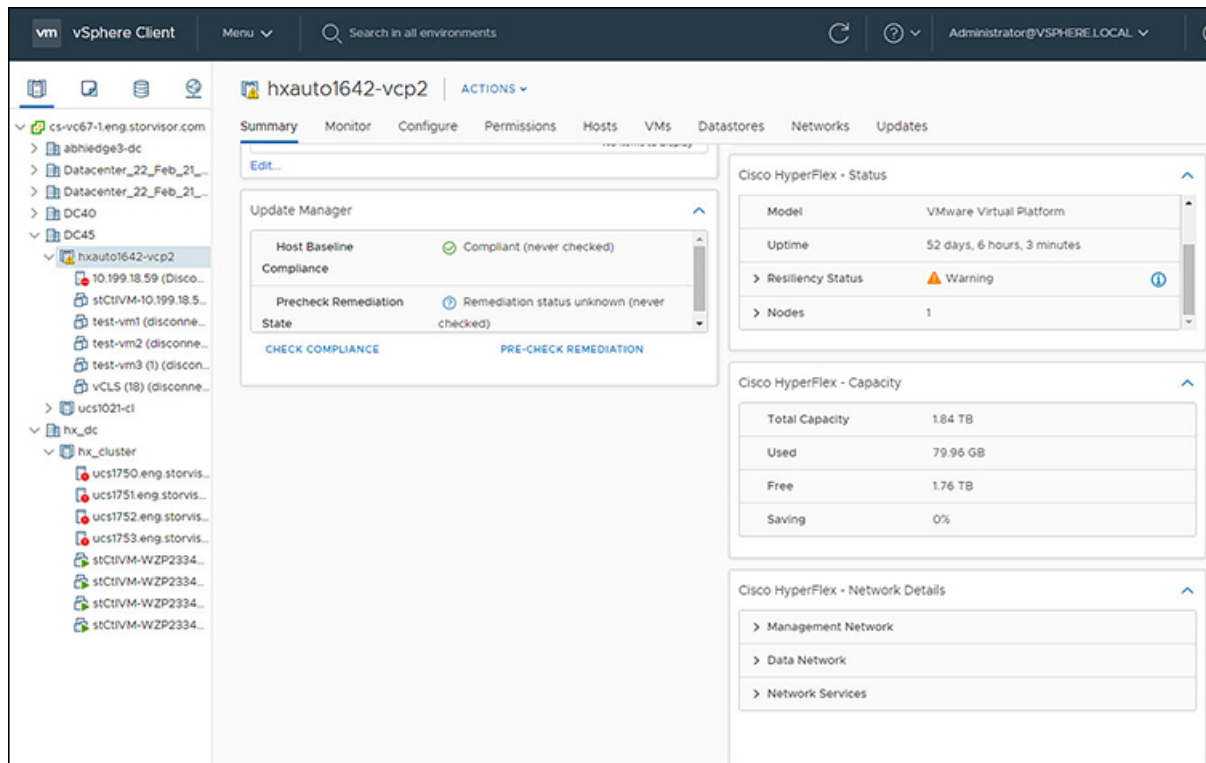 vm vSphere Client Menu Search in all environments Administrator@VSPHERE.LOCAL
cs-vc67-1.eng.storvisor.com
abhiedge3-dc
Datacenter_22_Feb_21_...
Datacenter_22_Feb_21_...
DC40
DC45
hxauto1642-vcp2
10.199.18.59 (Disco...
stCtlVM-10.199.18.5...
test-vm1 (disconne...
test-vm2 (disconne...
test-vm3 (1) (discon...
vCLS (18) (disconne...
ucs1021-cl
hx_dc
hx_cluster
ucs1750.eng.storvis...
ucs1751.eng.storvis...
ucs1752.eng.storvis...
ucs1753.eng.storvis...
stCtlVM-WZP2334...
stCtlVM-WZP2334...
stCtlVM-WZP2334...
stCtlVM-WZP2334...
hxauto1642-vcp2 ACTIONS
Summary Monitor Configure Permissions Hosts VMs Datastores Networks Updates
No items to display
Edit...
Update Manager
Host Baseline Compliant (never checked)
Compliance
Precheck Remediation Remediation status unknown (never
State checked)
CHECK COMPLIANCE PRE-CHECK REMEDIATION
Cisco HyperFlex - Status
Model VMware Virtual Platform
Uptime 52 days, 6 hours, 3 minutes
Resiliency Status Warning
Nodes 1
Cisco HyperFlex - Capacity
Total Capacity 1.84 TB
Used 79.96 GB
Free 1.76 TB
Saving 0%
Cisco HyperFlex - Network Details
Management Network
Data Network
Network Services